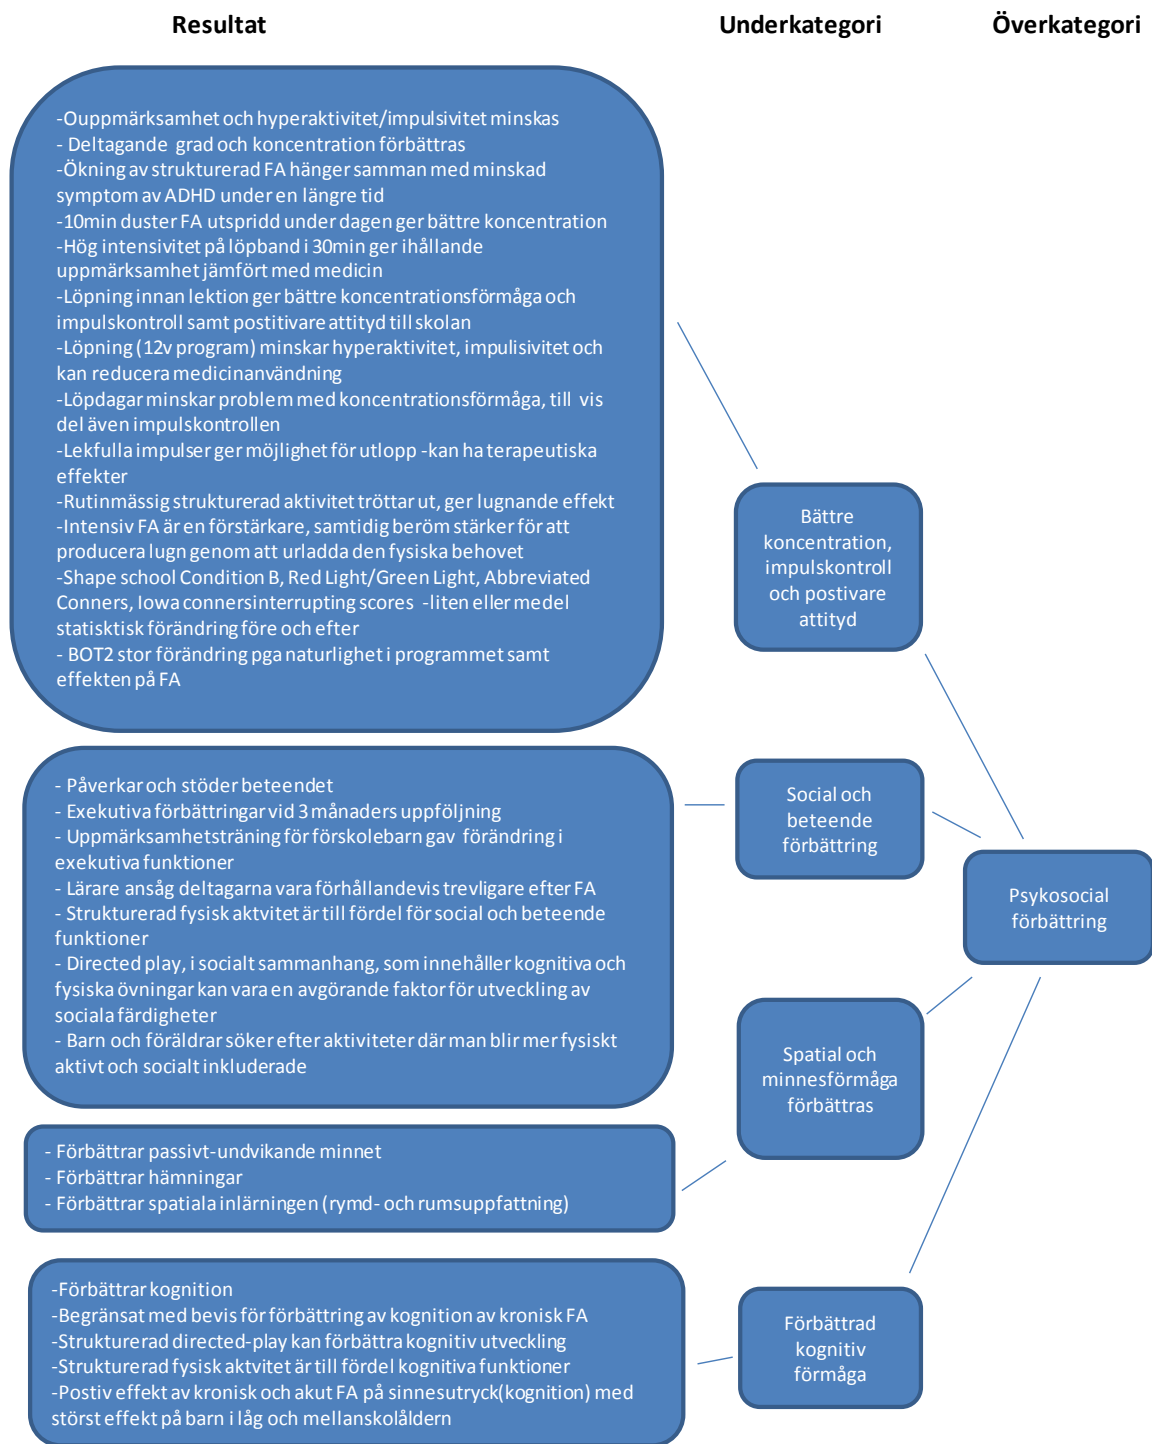 Resultat
Underkategori
Överkategori
-Ouppmärksamhet och hyperaktivitet/impulsivitet minskas
- Deltagande grad och koncentration förbättras
-Ökning av strukturerad FA hänger samman med minskad
symptom av ADHD under en längre tid
-10min duster FA utspridd under dagen ger bättre koncentration
-Hög intensivitet på löpband i 30min ger ihållande
uppmärksamhet jämfört med medicin
-Löpning innan lektion ger bättre koncentrationsförmåga och
impulskontroll samt postitivare attityd till skolan
-Löpning (12v program) minskar hyperaktivitet, impulisivitet och
kan reducera medicinanvändning
-Löpdagar minskar problem med koncentrationsförmåga, till vis
del även impulskontrollen
-Lekfulla impulser ger möjlighet för utlopp -kan ha terapeutiska
effekter
-Rutinmässig strukturerad aktivitet tröttar ut, ger lugnande effekt
-Intensiv FA är en förstärkare, samtidig beröm stärker för att
producera lugn genom att urladda den fysiska behovet
-Shape school Condition B, Red Light/Green Light, Abbreviated
Conners, Iowa connersinterrupting scores -liten eller medel
statisktisk förändring före och efter
- BOT2 stor förändring pga naturlighet i programmet samt
effekten på FA
Bättre
koncentration,
impulskontroll
och postivare
attityd
- Påverkar och stöder beteendet
- Exekutiva förbättringar vid 3 månaders uppföljning
- Uppmärksamhetsträning för förskolebarn gav förändring i
exekutiva funktioner
- Lärare ansåg deltagarna vara förhållandevis trevligare efter FA
- Strukturerad fysisk aktvitet är till fördel för social och beteende
funktioner
- Directed play, i socialt sammanhang, som innehåller kognitiva och
fysiska övningar kan vara en avgörande faktor för utveckling av
sociala färdigheter
- Barn och föräldrar söker efter aktiviteter där man blir mer fysiskt
aktivt och socialt inkluderade
Social och
beteende
förbättring
Psykosocial
förbättring
Spatial och
minnesförmåga
förbättras
- Förbättrar passivt-undvikande minnet
- Förbättrar hämningar
- Förbättrar spatiala inlärningen (rymd- och rumsuppfattning)
-Förbättrar kognition
-Begränsat med bevis för förbättring av kognition av kronisk FA
-Strukturerad directed-play kan förbättra kognitiv utveckling
-Strukturerad fysisk aktvitet är till fördel kognitiva funktioner
-Postiv effekt av kronisk och akut FA på sinnesutryck(kognition) med
störst effekt på barn i låg och mellanskolåldern
Förbättrad
kognitiv
förmåga